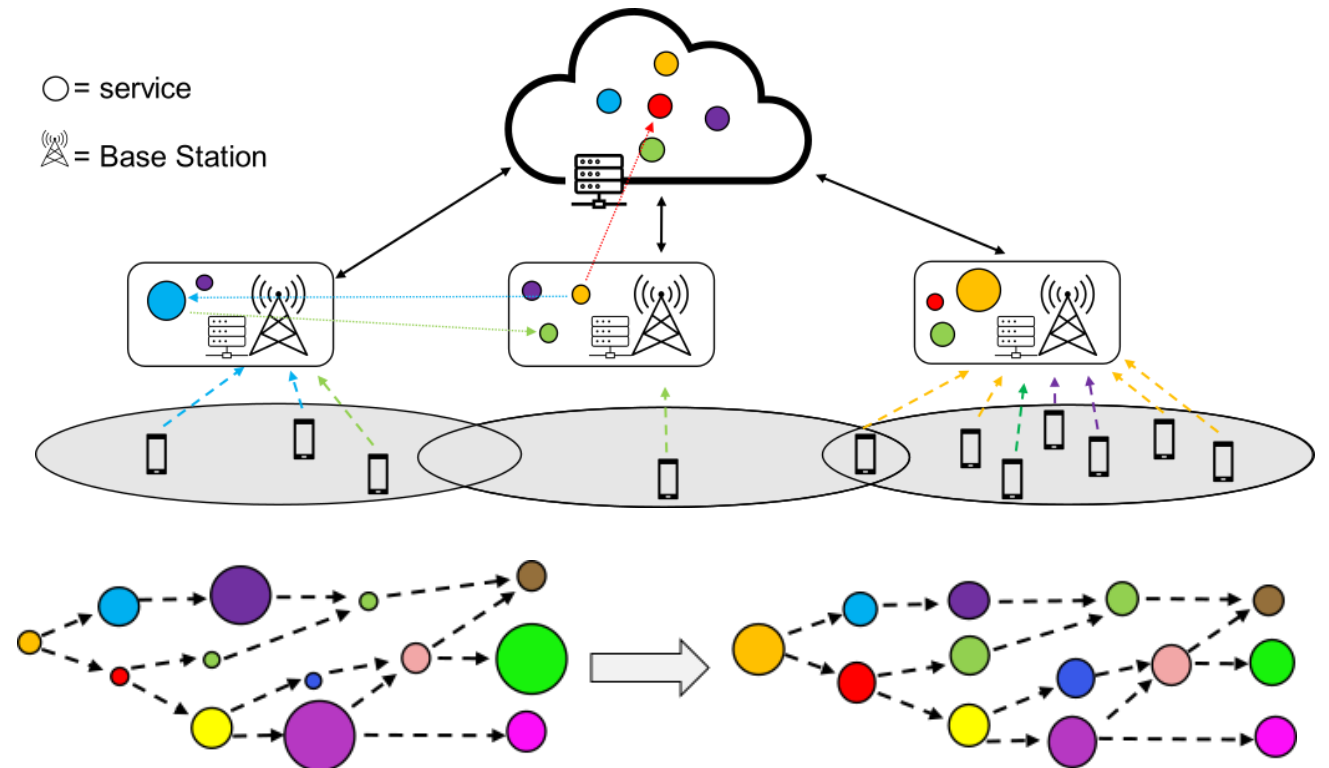 = service
= Base Station